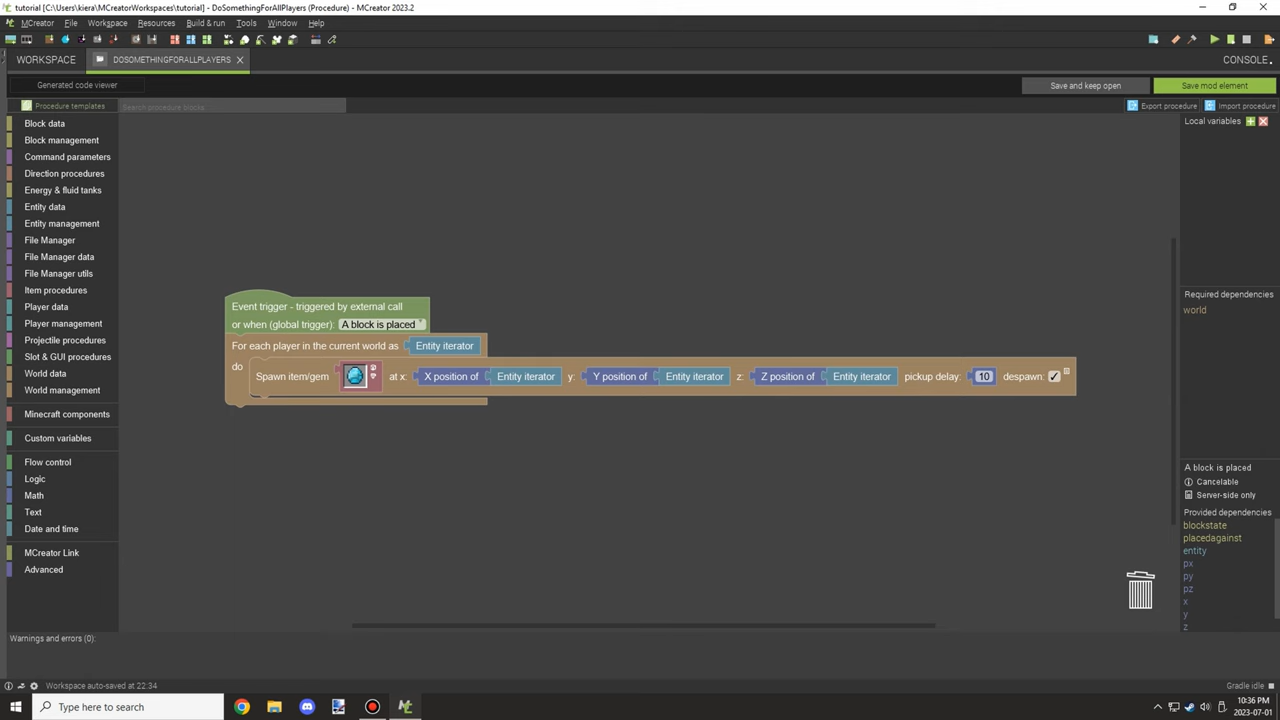 tutorial [C:\Users\kiera\MCreatorWorkspaces\tutorial] - DoSomethingForAllPlayers (Procedure) - MCreator 2023.2
MCreator File Workspace Resources Build & run Tools Window Help
WORKSPACE DOSOMETHINGFORALLPLAYERS CONSOLE
Generated code viewer Save and keep open Save mod element
Procedure templates Search procedure blocks Export procedure Import procedure
Block data
Block management
Command parameters
Direction procedures
Energy & fluid tanks
Entity data
Entity management
File Manager
File Manager data
File Manager utils
Item procedures
Player data
Player management
Projectile procedures
Slot & GUI procedures
World data
World management
Minecraft components
Custom variables
Flow control
Logic
Math
Text
Date and time
MCreator Link
Advanced
Event trigger - triggered by external call
or when (global trigger): A block is placed
For each player in the current world as Entity iterator
do Spawn item/gem at x: X position of Entity iterator y: Y position of Entity iterator z: Z position of Entity iterator pickup delay: 10 despawn: ✓
Local variables
Required dependencies
world
A block is placed
Cancelable
Server-side only
Provided dependencies
blockstate
placedagainst
entity
px
py
pz
x
y
z
Warnings and errors (0):
Workspace auto-saved at 22:34 Gradle idle
Type here to search
10:36 PM
2023-07-01